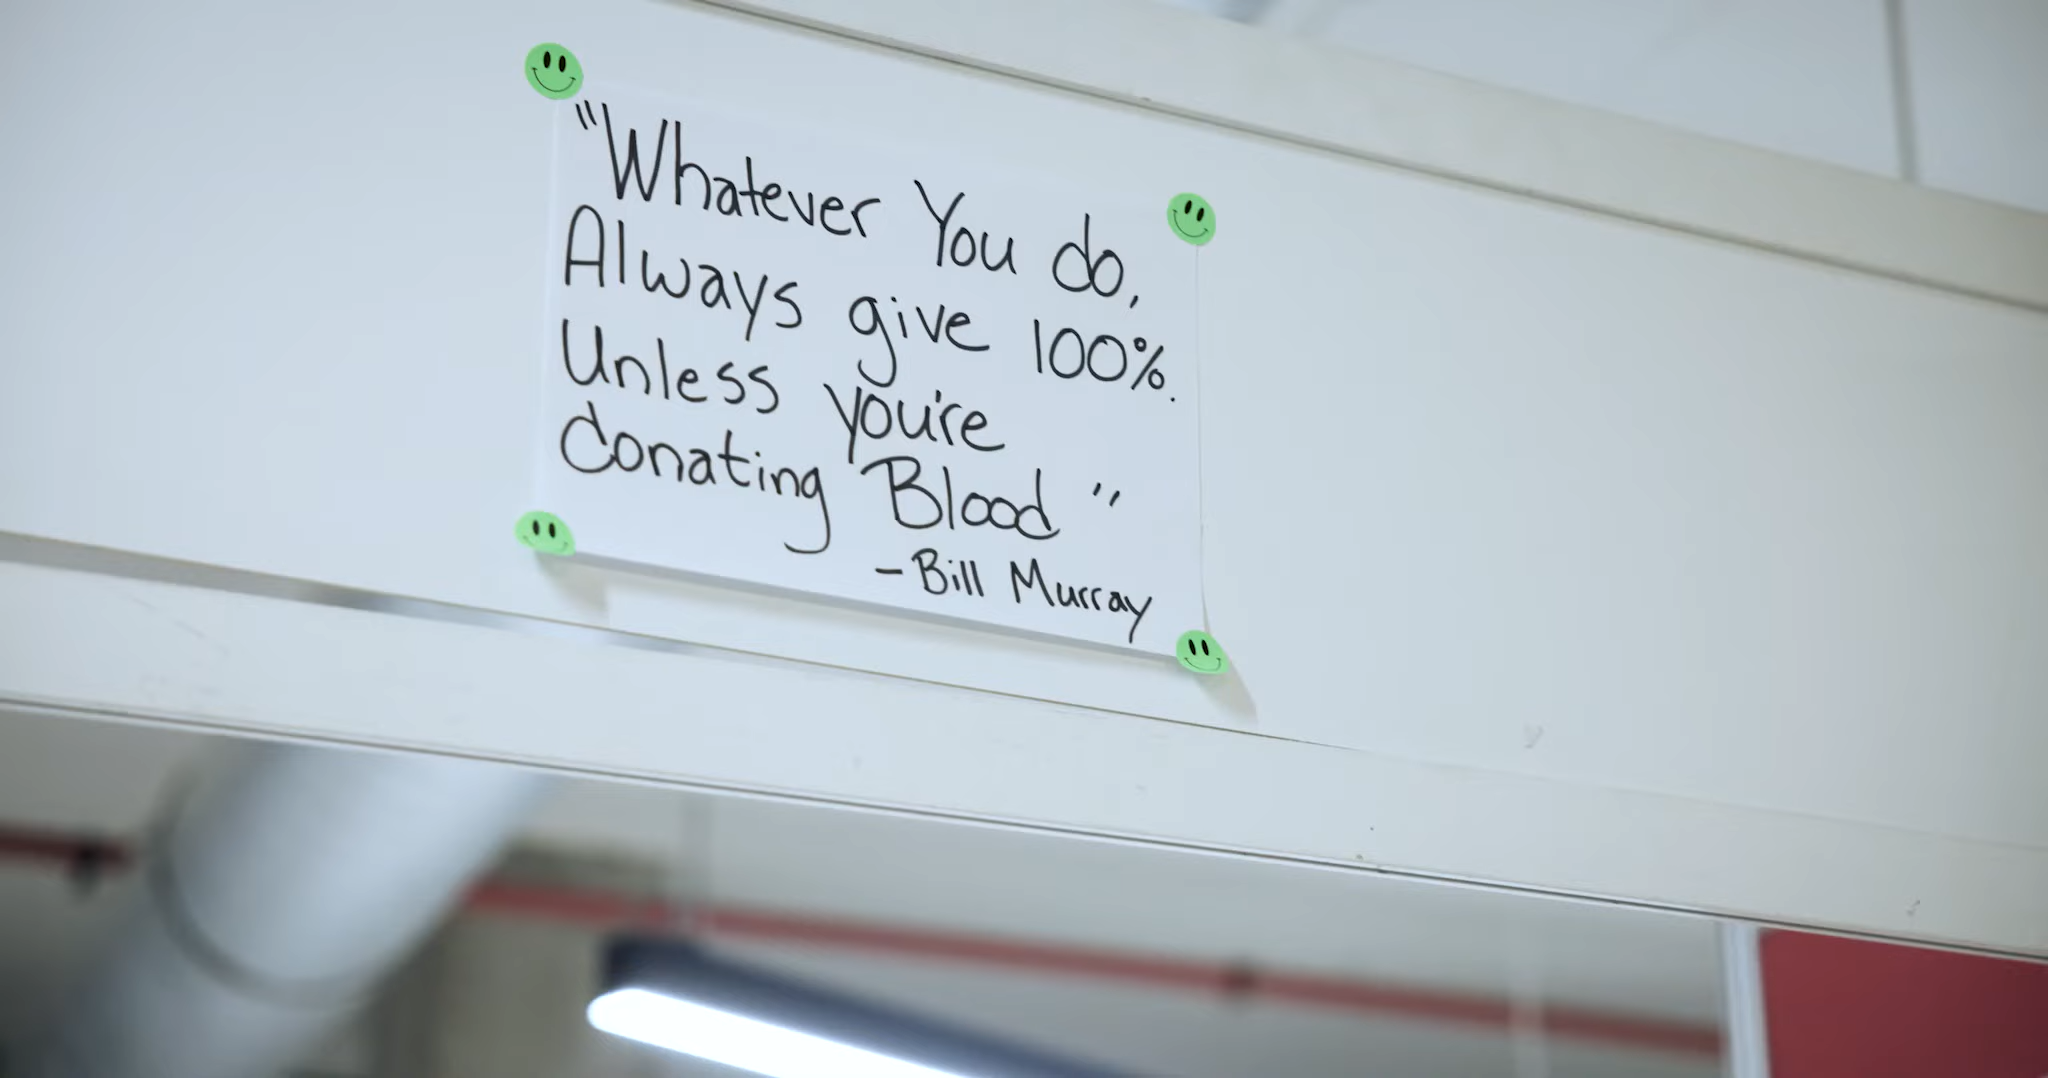 "Whatever You do,
Always give 100%.
Unless you're
donating Blood"
- Bill Murray